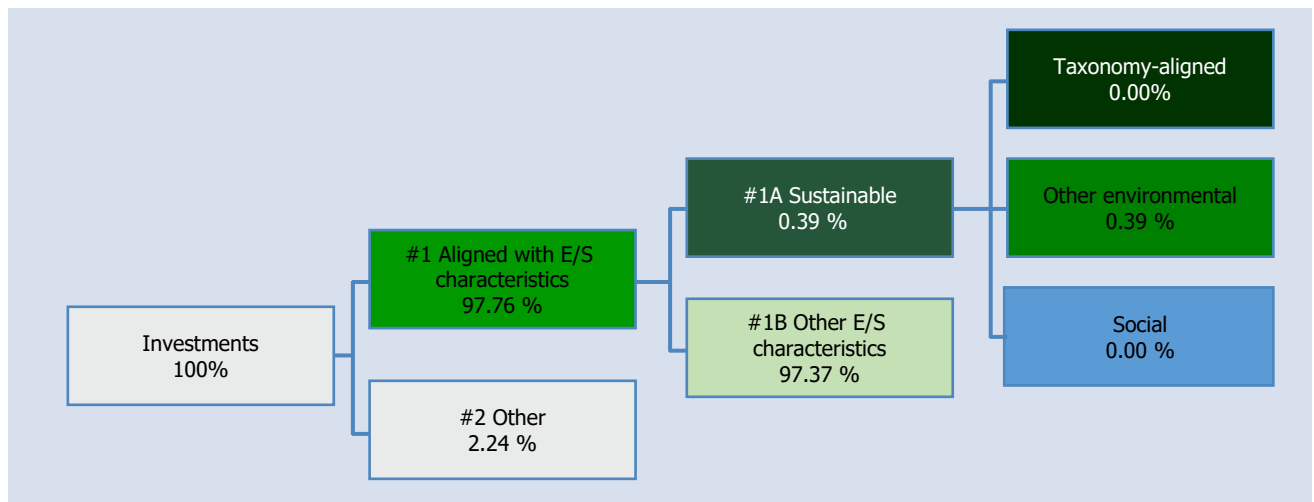 Investments
100%
#1 Aligned with E/S
characteristics
97.76 %
#2 Other
2.24 %
#1A Sustainable
0.39 %
#1B Other E/S
characteristics
97.37 %
Taxonomy-aligned
0.00%
Other environmental
0.39 %
Social
0.00 %